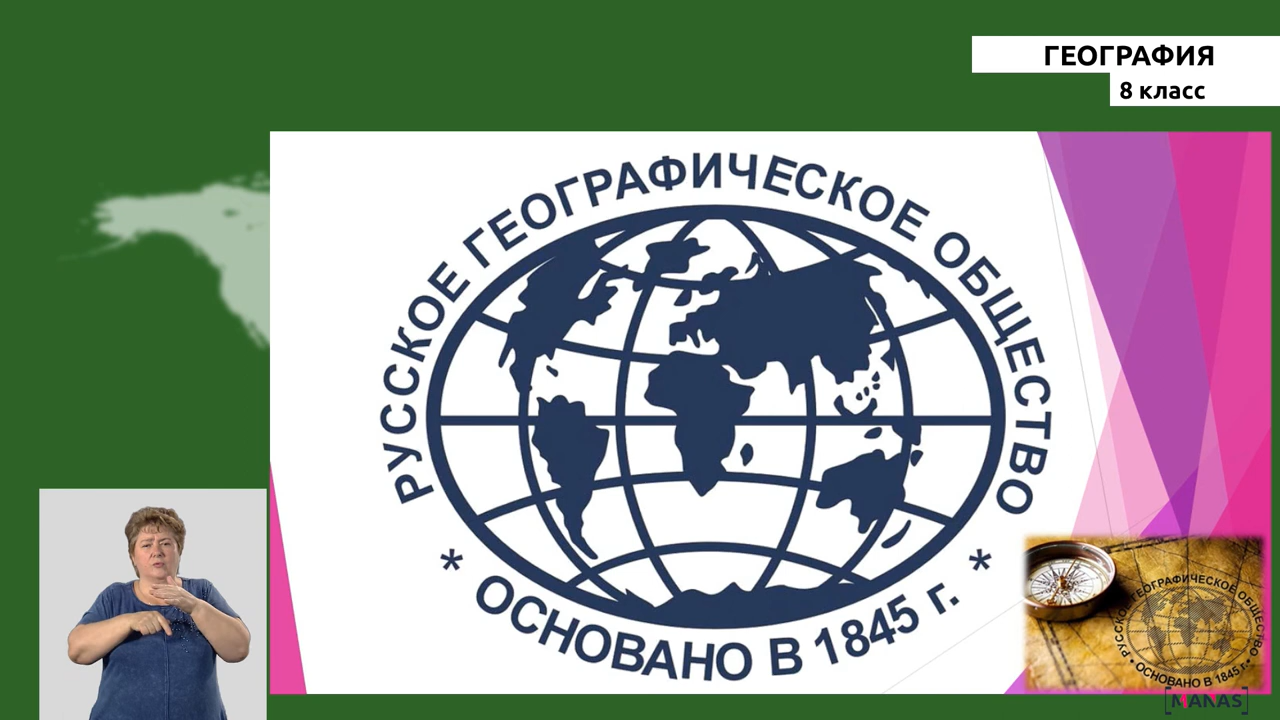 ГЕОГРАФИЯ
8 класс
РУССКОЕ ГЕОГРАФИЧЕСКОЕ ОБЩЕСТВО
* ОСНОВАНО В 1845 г. *
РУССКОЕ ГЕОГРАФИЧЕСКОЕ ОБЩЕСТВО
• ОСНОВАНО В 1845 г. •
[MANAS]